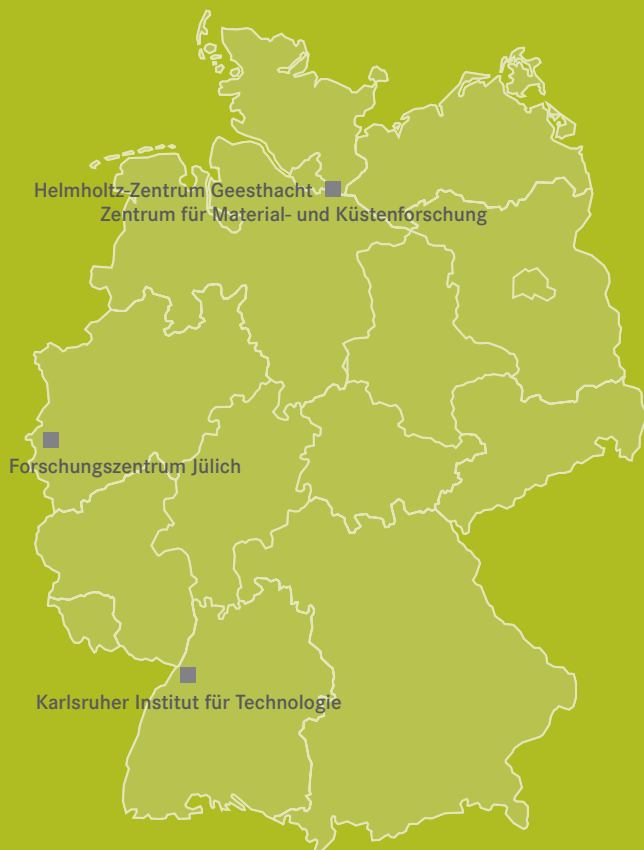 Helmholtz-Zentrum Geesthacht
Zentrum für Material- und Küstenforschung
Forschungszentrum Jülich
Karlsruher Institut für Technologie